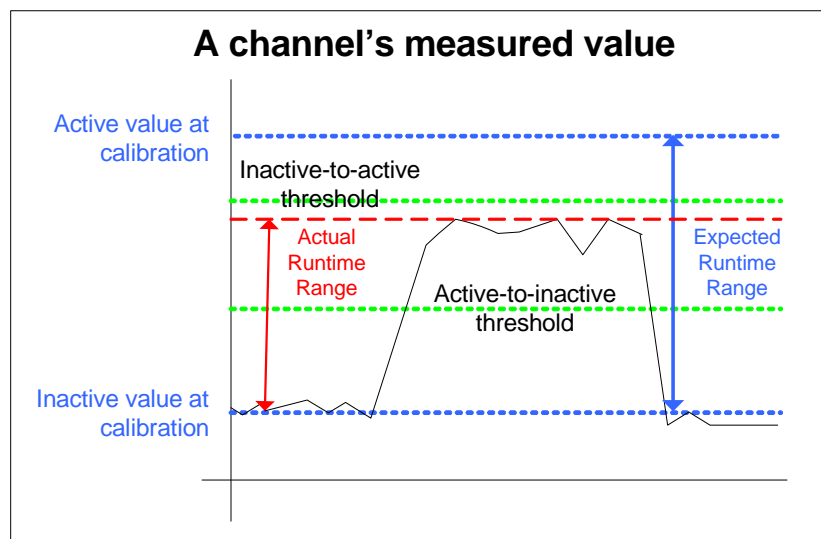 A channel's measured value
Active value at
calibration
Inactive-to-active
threshold
Actual
Runtime
Range
Expected
Runtime
Range
Active-to-inactive
threshold
Inactive value at
calibration